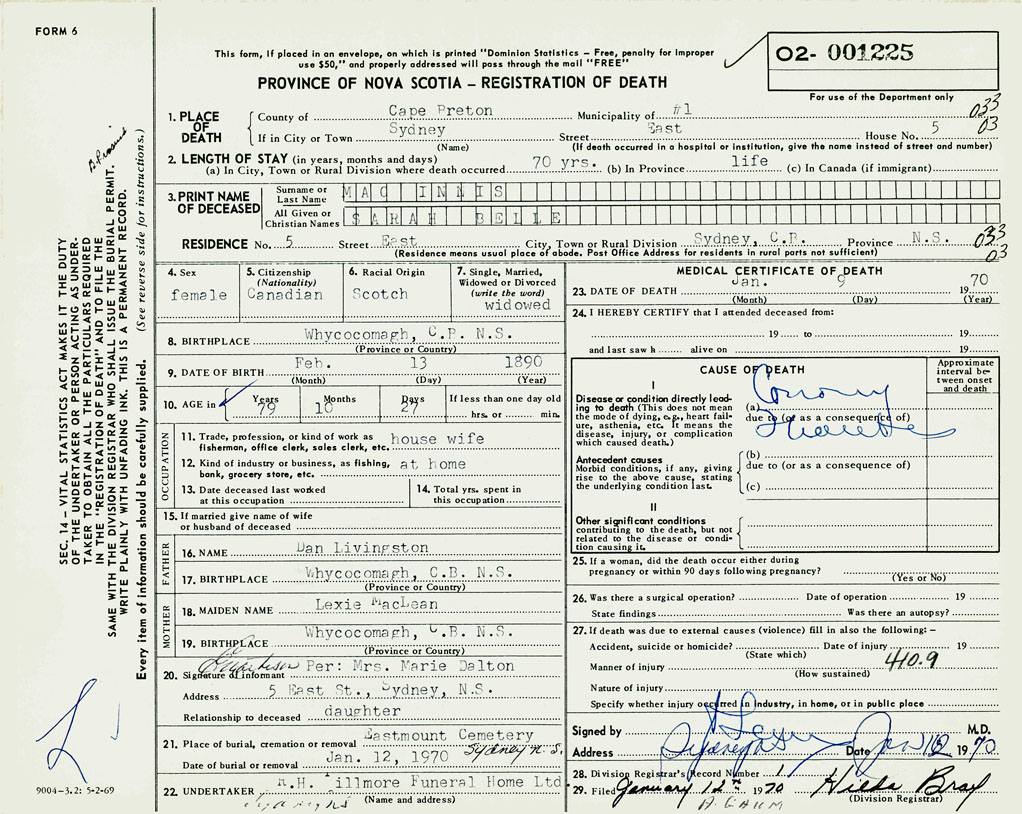 FORM 6
This form, if placed in an envelope, on which is printed "Dominion Statistics – Free, penalty for improper
use $50," and properly addressed will pass through the mail "FREE"
O2- 001225
PROVINCE OF NOVA SCOTIA – REGISTRATION OF DEATH
For use of the Department only
033
03
1. PLACE OF DEATH
County of Cape Breton Municipality of #1
If in City or Town Sydney Street East House No. 5
(Name) (If death occurred in a hospital or institution, give the name instead of street and number)
2. LENGTH OF STAY (in years, months and days)
(a) In City, Town or Rural Division where death occurred 70 yrs. (b) In Province life (c) In Canada (if immigrant)
3. PRINT NAME OF DECEASED
Surname or Last Name MAC INNIS
All Given or Christian Names SARAH BELLE
RESIDENCE No. 5 Street East City, Town or Rural Division Sydney, C.B. Province N.S. 033
03
(Residence means usual place of abode. Post Office Address for residents in rural parts not sufficient)
4. Sex
female
5. Citizenship
(Nationality)
Canadian
6. Racial Origin
Scotch
7. Single, Married,
Widowed or Divorced
(write the word)
widowed
8. BIRTHPLACE Whycocomagh, C.B. N.S.
(Province or Country)
9. DATE OF BIRTH Feb. 13 1890
(Month) (Day) (Year)
10. AGE in
Years 79
Months 10
Days 27
If less than one day old
hrs. or min.
OCCUPATION
11. Trade, profession, or kind of work as house wife
fisherman, office clerk, sales clerk, etc.
12. Kind of industry or business, as fishing, at home
bank, grocery store, etc.
13. Date deceased last worked
at this occupation
14. Total yrs. spent in
this occupation
15. If married give name of wife
or husband of deceased
FATHER
16. NAME Dan Livingston
17. BIRTHPLACE Whycocomagh, C.B. N.S.
(Province or Country)
MOTHER
18. MAIDEN NAME Lexie MacLean
19. BIRTHPLACE Whycocomagh, C.B. N.S.
(Province or Country)
20. Signature of informant Per: Mrs. Marie Dalton
Address 5 East St., Sydney, N.S.
Relationship to deceased daughter
21. Place of burial, cremation or removal Eastmount Cemetery
Sydney N.S.
Date of burial or removal Jan. 12, 1970
22. UNDERTAKER Fillmore Funeral Home Ltd
(Name and address)
MEDICAL CERTIFICATE OF DEATH
23. DATE OF DEATH Jan. 9 19 70
(Month) (Day) (Year)
24. I HEREBY CERTIFY that I attended deceased from:
19 to 19
and last saw h alive on 19
CAUSE OF DEATH
Approximate
interval be-
tween onset
and death
I
Disease or condition directly lead-
ing to death (This does not mean
the mode of dying, e.g., heart fail-
ure, asthenia, etc. It means the
disease, injury, or complication
which caused death.)
(a)
due to (or as a consequence of)
Antecedent causes
Morbid conditions, if any, giving
rise to the above cause, stating
the underlying condition last.
(b)
due to (or as a consequence of)
(c)
II
Other significant conditions
contributing to the death, but not
related to the disease or condi-
tion causing it.
25. If a woman, did the death occur either during
pregnancy or within 90 days following pregnancy?
(Yes or No)
26. Was there a surgical operation? Date of operation 19
State findings Was there an autopsy?
27. If death was due to external causes (violence) fill in also the following: –
Accident, suicide or homicide? Date of injury 19
(State which)
Manner of injury 410.9
(How sustained)
Nature of injury
Specify whether injury occurred in Industry, in home, or in public place
Signed by M.D.
Address Sydney N.S. Date Jan 1970
28. Division Registrar's Record Number 1
29. Filed January 12th 1970 Hilda Bray
(Division Registrar)
SEC. 14 – VITAL STATISTICS ACT MAKES IT THE DUTY
OF THE UNDERTAKER OR PERSON ACTING AS UNDER-
TAKER TO OBTAIN ALL THE PARTICULARS REQUIRED
IN THE "REGISTRATION OF DEATH" AND TO FILE THE
SAME WITH THE DIVISION REGISTRAR WHO SHALL ISSUE THE BURIAL PERMIT.
WRITE PLAINLY WITH UNFADING INK. THIS IS A PERMANENT RECORD.
Every item of information should be carefully supplied. (See reverse side for instructions.)
9004-3.2: 5-2-69